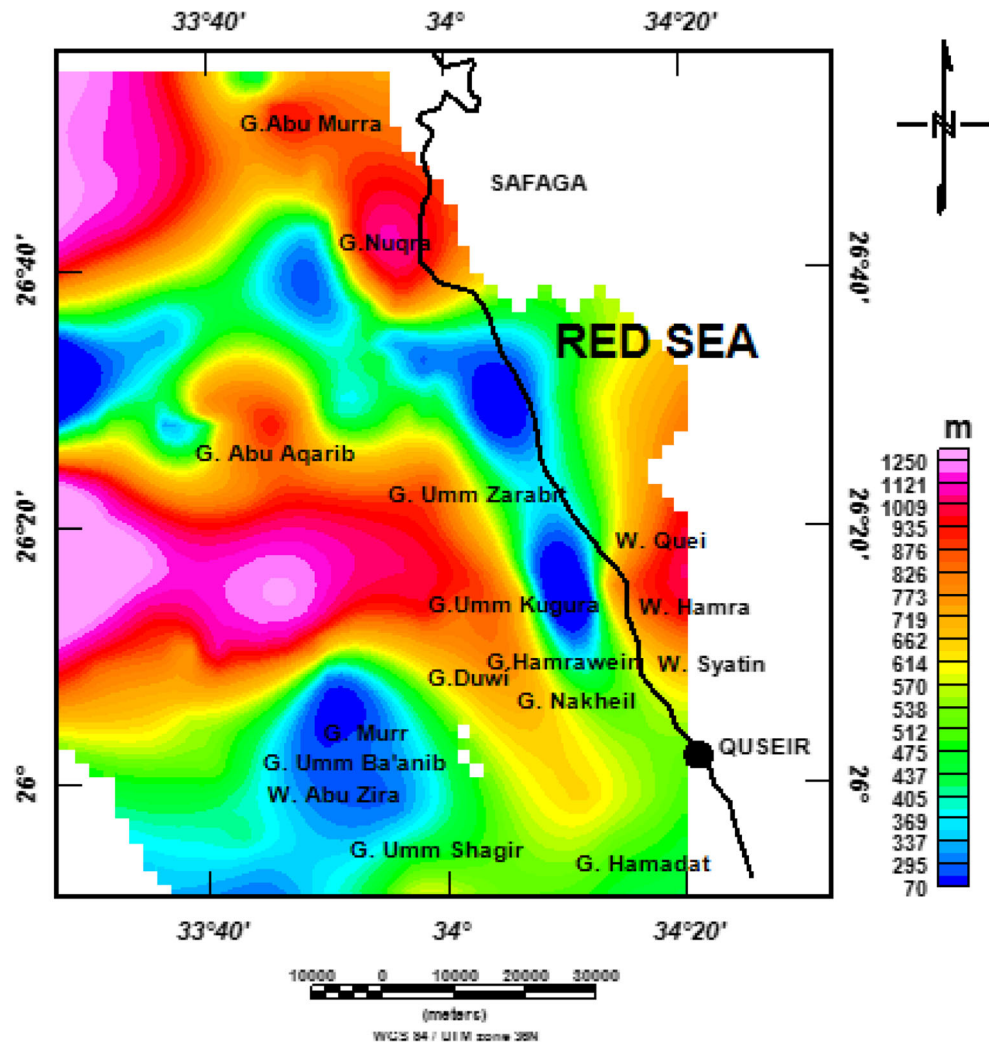 33°40' 34° 34°20'
N
G.Abu Murra
SAFAGA
G.Nuqra
26°40' 26°40'
RED SEA
m
G. Abu Aqarib
1250
1121
1009
935
876
826
773
719
662
614
570
538
512
475
437
405
369
337
295
70
G. Umm Zarabit
26°20' 26°20'
W. Quei
G.Umm Kugura W. Hamra
G.Hamrawein W. Syatin
G.Duwi
G. Nakheil
G. Murr
QUSEIR
G. Umm Ba'anib
26° 26°
W. Abu Zira
G. Umm Shagir
G. Hamadat
33°40' 34° 34°20'
10000 0 10000 20000 30000
(meters)
WGS 84 / UTM zone 36N